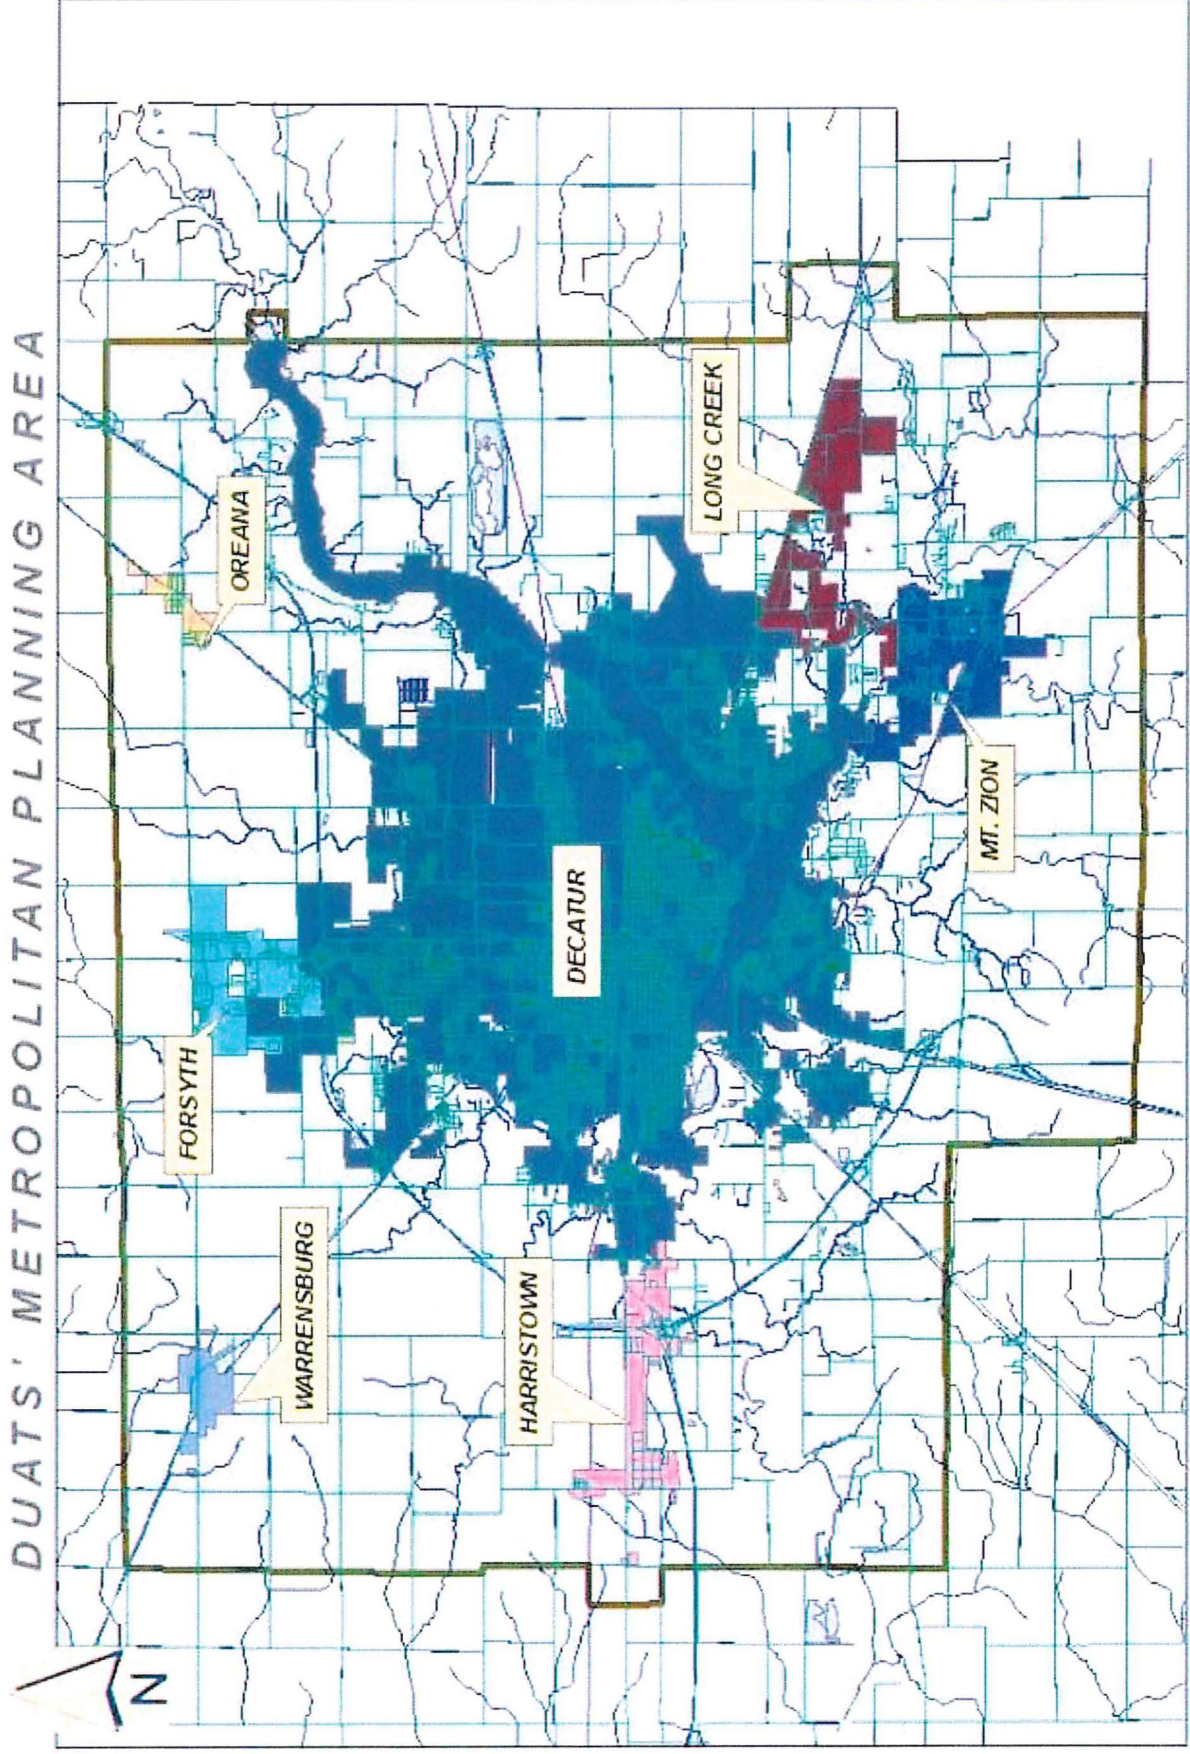 DUATS' METROPOLITAN PLANNING AREA
N
WARRENSBURG
FORSYTH
OREANA
HARRISTOWN
DECATUR
LONG CREEK
MT. ZION